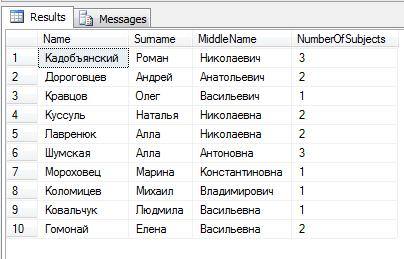 Results Messages
Name Surname MiddleName NumberOfSubjects
1 Кадобъянский Роман Николаевич 3
2 Дороговцев Андрей Анатольевич 2
3 Кравцов Олег Васильевич 1
4 Куссуль Наталья Николаевна 2
5 Лавренюк Алла Николаевна 2
6 Шумская Алла Антоновна 3
7 Мороховец Марина Константиновна 1
8 Коломицев Михаил Владимирович 1
9 Ковальчук Людмила Васильевна 1
10 Гомонай Елена Васильевна 2